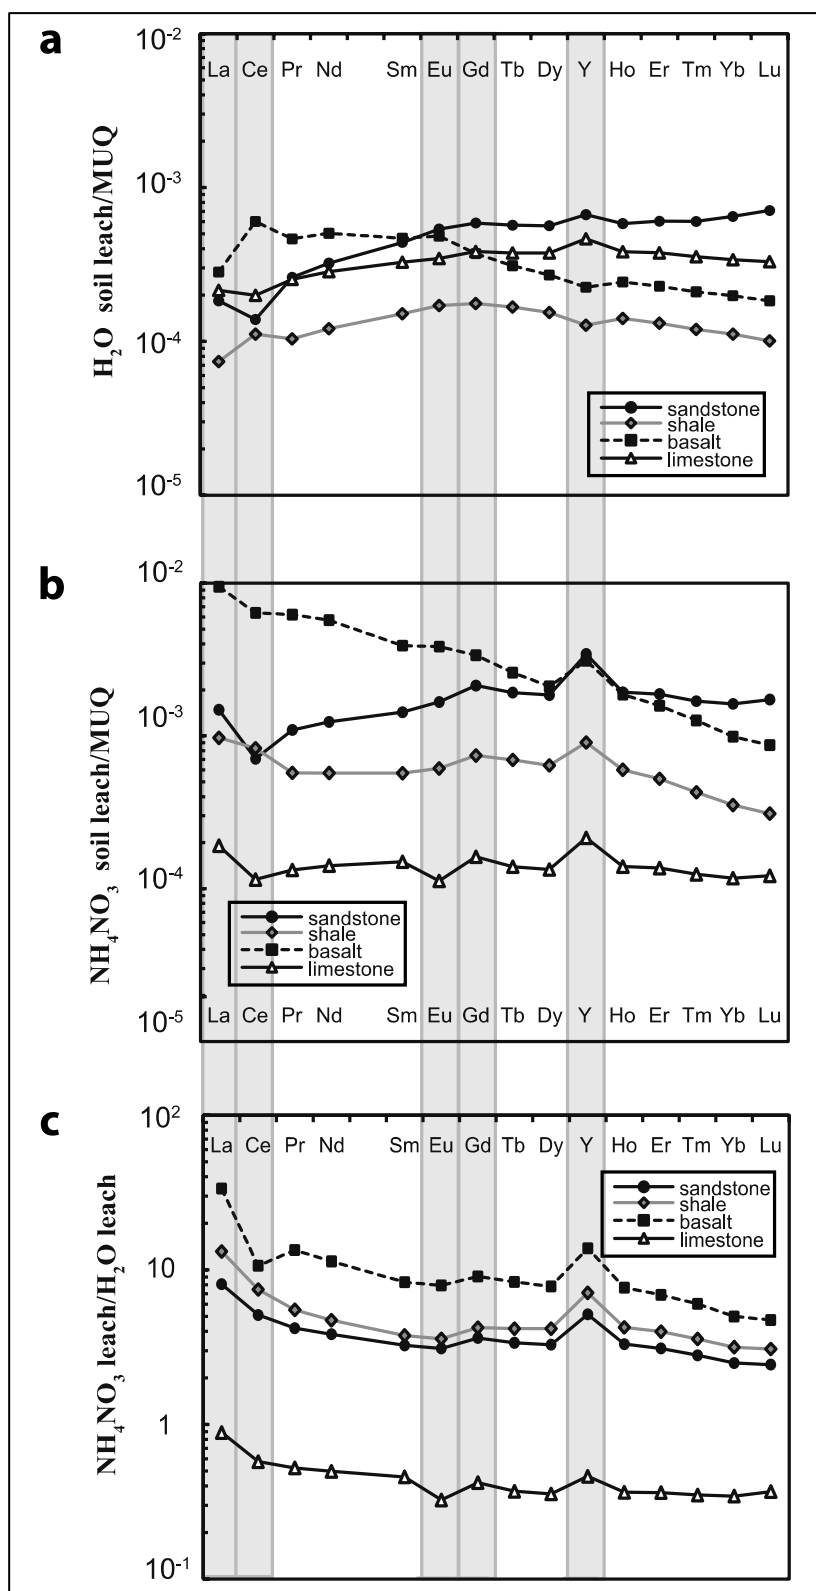 a
10-2
La Ce Pr Nd Sm Eu Gd Tb Dy Y Ho Er Tm Yb Lu
10-3
10-4
10-5
H2O soil leach/MUQ
sandstone
shale
basalt
limestone
b
10-2
10-3
10-4
10-5
NH4NO3 soil leach/MUQ
sandstone
shale
basalt
limestone
La Ce Pr Nd Sm Eu Gd Tb Dy Y Ho Er Tm Yb Lu
c
102
La Ce Pr Nd Sm Eu Gd Tb Dy Y Ho Er Tm Yb Lu
10
1
10-1
NH4NO3 leach/H2O leach
sandstone
shale
basalt
limestone